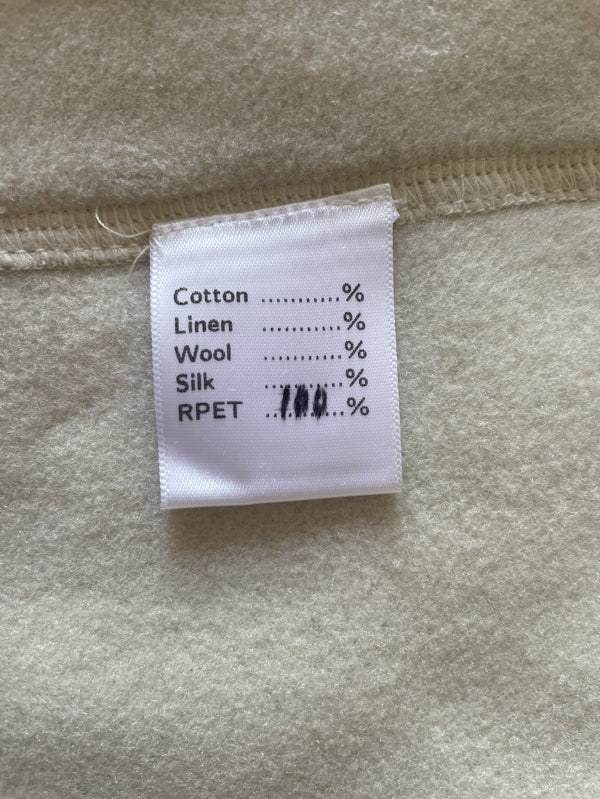 Cotton ...........%
Linen ...........%
Wool ...........%
Silk ...........%
RPET ...100...%